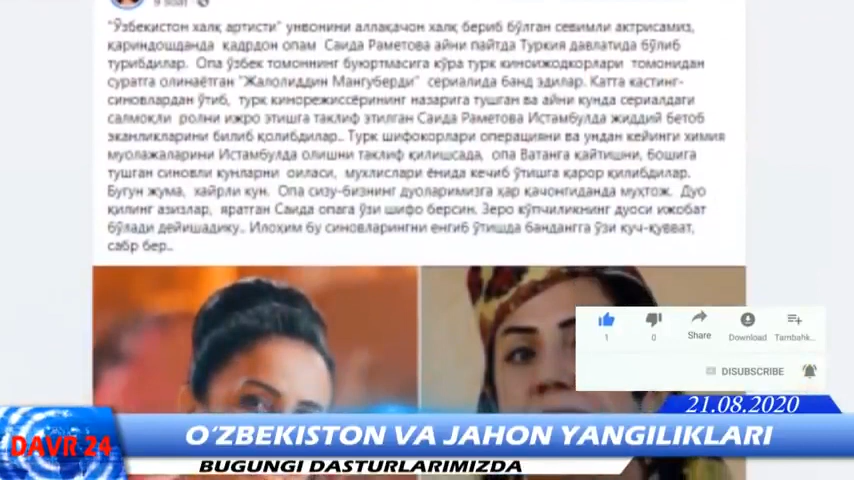 "Ўзбекистон халқ артисти" унвонини аллақачон халқ бериб бўлган севимли актрисамиз,
қариндошданда қадрдон опам Саида Раметова айни пайтда Туркия давлатида бўлиб
турибдилар. Опа ўзбек томоннинг буюртмасига кўра турк киноижодкорлари томонидан
суратга олинаётган "Жалолиддин Мангуберди" сериалида банд эдилар. Катта кастинг-
синовлардан ўтиб, турк кинорежиссёрининг назарига тушган ва айни кунда сериалдаги
салмоқли ролни ижро этишга таклиф этилган Саида Раметова Истамбулда жиддий бетоб
эканликларини билиб қолибдилар.. Турк шифокорлари операцияни ва ундан кейинги химия
муолажаларини Истамбулда олишни таклиф қилишсада, опа Ватанга қайтишни, бошига
тушган синовли кунларни оиласи, мухлислари ёнида кечиб ўтишга қарор қилибдилар.
Бугун жума, хайрли кун. Опа сизу-бизнинг дуоларимизга ҳар қачонгиданда муҳтож. Дуо
қилинг азизлар, яратган Саида опага ўзи шифо берсин. Зеро кўпчиликнинг дуоси ижобат
бўлади дейишадику.. Илоҳим бу синовларингни енгиб ўтишда бандангга ўзи куч-қувват,
сабр бер..
1
0
Share
Download
Tambahk...
DISUBSCRIBE
21.08.2020
DAVR 24
O'ZBEKISTON VA JAHON YANGILIKLARI
BUGUNGI DASTURLARIMIZDA